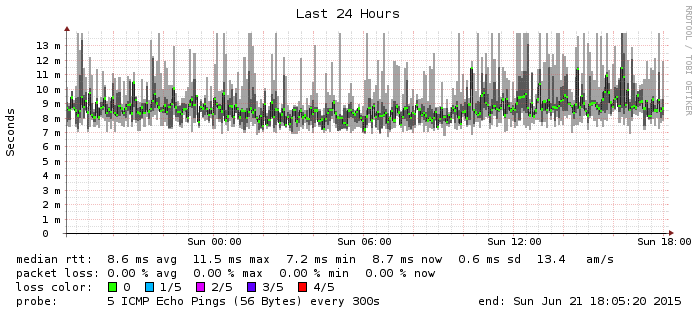 Last 24 Hours
RRDTOOL / TOBI OETIKER
Seconds
13 m
12 m
11 m
10 m
9 m
8 m
7 m
6 m
5 m
4 m
3 m
2 m
1 m
0
Sun 00:00 Sun 06:00 Sun 12:00 Sun 18:00
median rtt: 8.6 ms avg 11.5 ms max 7.2 ms min 8.7 ms now 0.6 ms sd 13.4 am/s
packet loss: 0.00 % avg 0.00 % max 0.00 % min 0.00 % now
loss color: 0 1/5 2/5 3/5 4/5
probe: 5 ICMP Echo Pings (56 Bytes) every 300s end: Sun Jun 21 18:05:20 2015